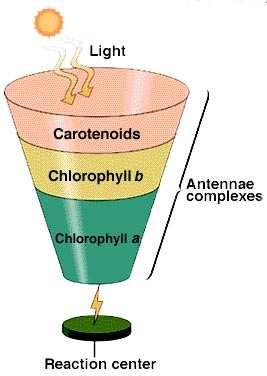 Light
Carotenoids
Chlorophyll b
Chlorophyll a
Antennae
complexes
Reaction center